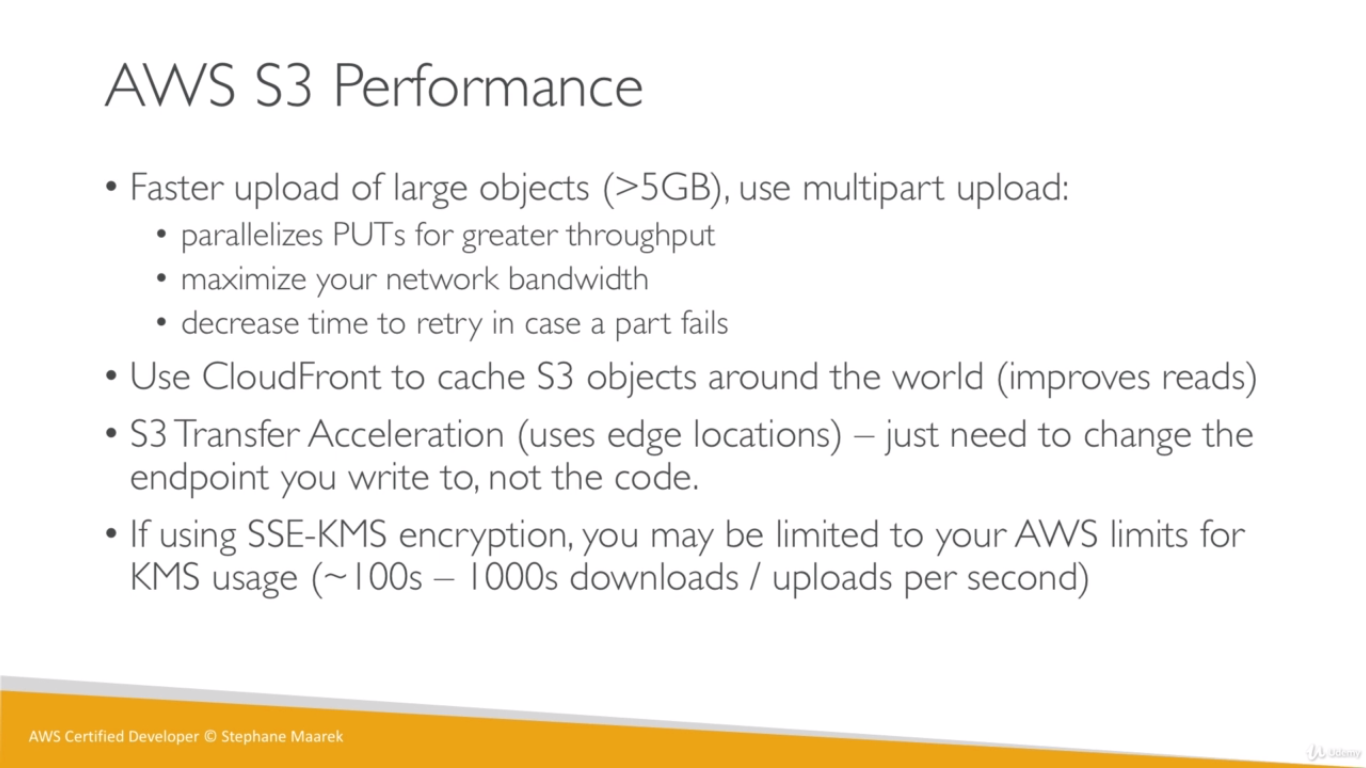 AWS S3 Performance
• Faster upload of large objects (>5GB), use multipart upload:
• parallelizes PUTs for greater throughput
• maximize your network bandwidth
• decrease time to retry in case a part fails
• Use CloudFront to cache S3 objects around the world (improves reads)
• S3 Transfer Acceleration (uses edge locations) – just need to change the
endpoint you write to, not the code.
• If using SSE-KMS encryption, you may be limited to your AWS limits for
KMS usage (~100s – 1000s downloads / uploads per second)
AWS Certified Developer © Stephane Maarek
Udemy